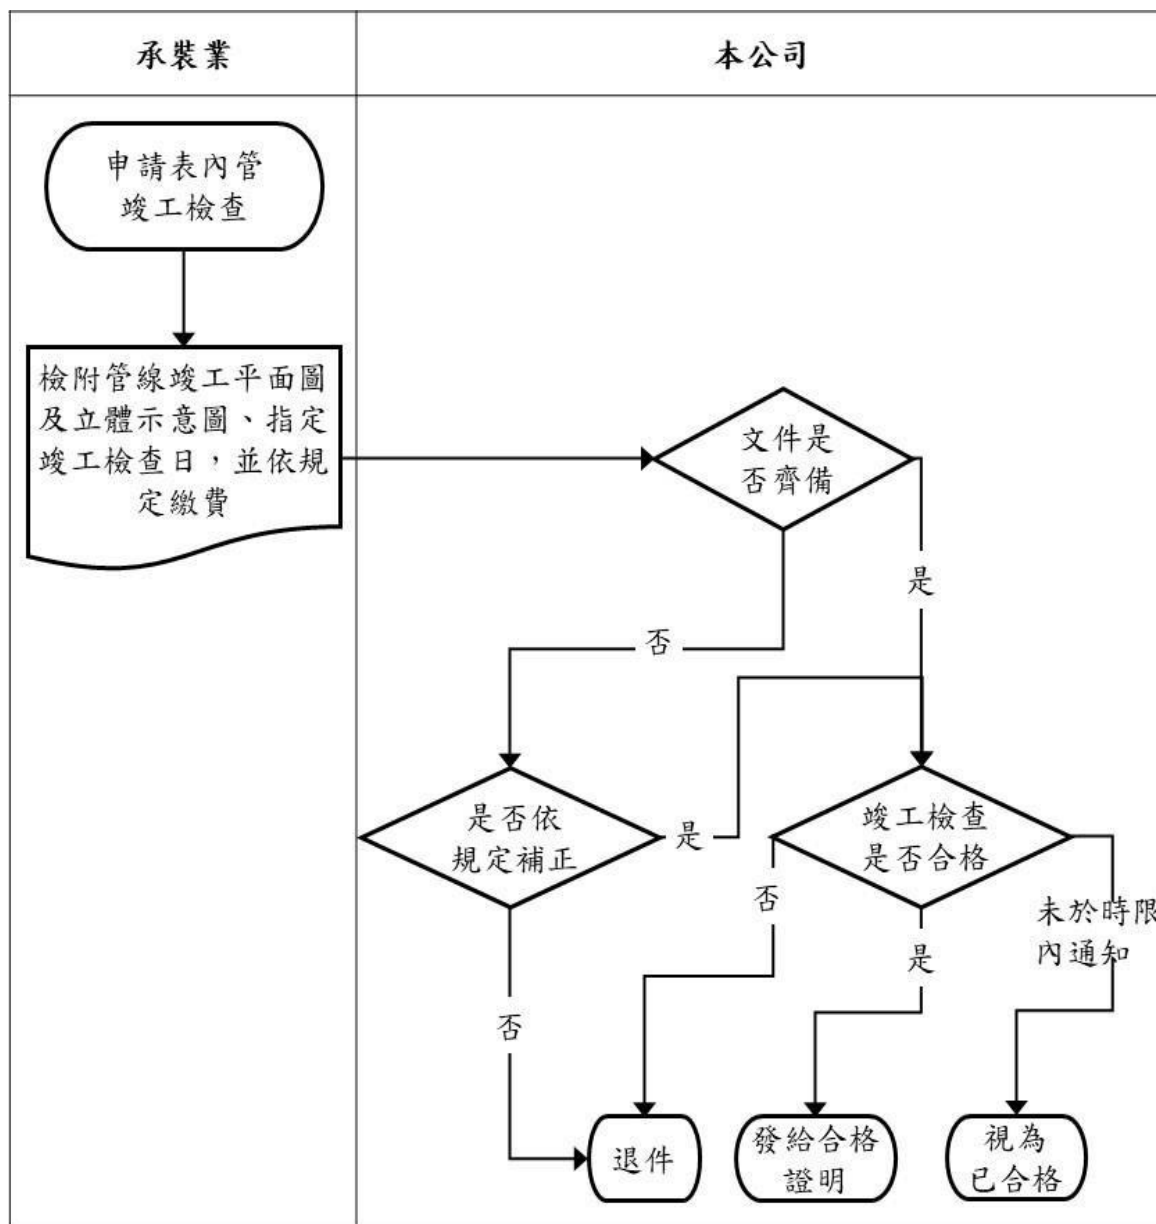 承裝業
本公司
申請表內管
竣工檢查
檢附管線竣工平面圖
及立體示意圖、指定
竣工檢查日，並依規
定繳費
文件是
否齊備
是
否
是否依
規定補正
是
竣工檢查
是否合格
否
是
未於時限
內通知
否
退件
發給合格
證明
視為
已合格